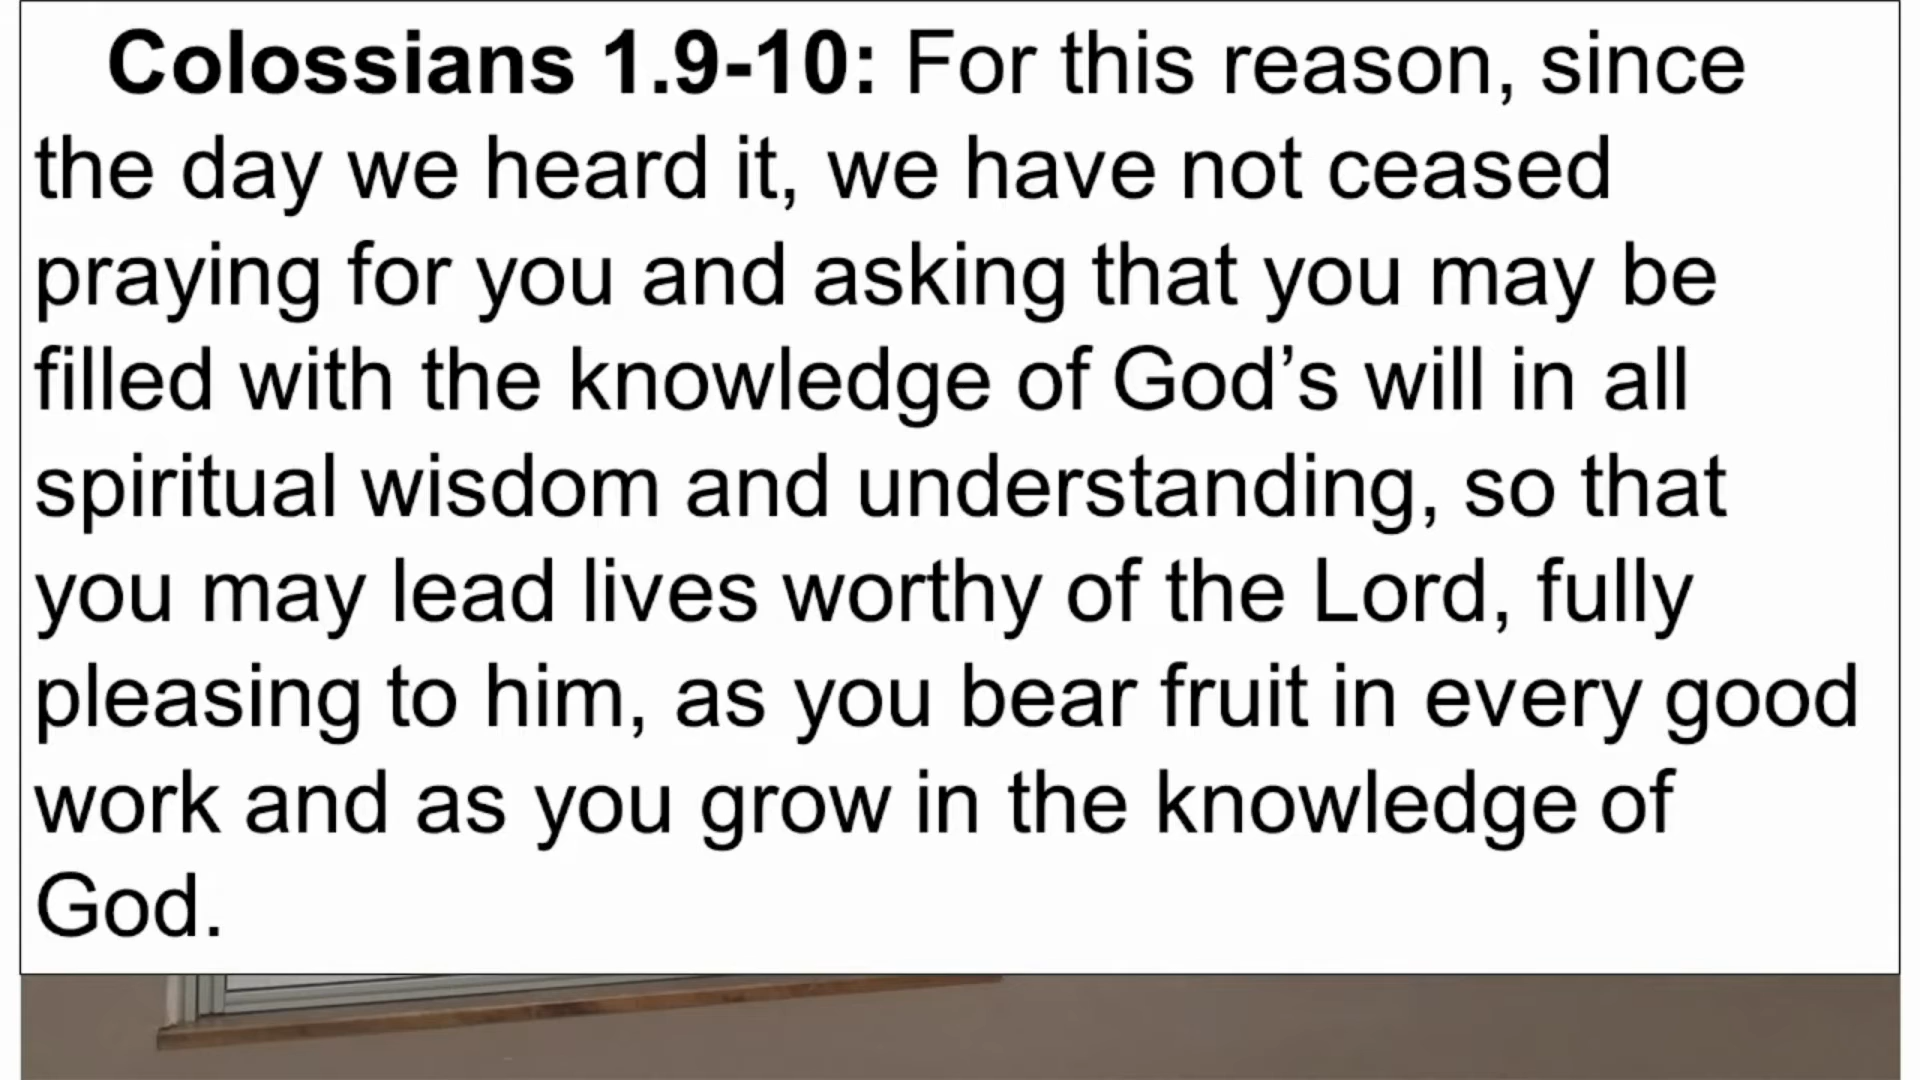 Colossians 1.9-10: For this reason, since
the day we heard it, we have not ceased
praying for you and asking that you may be
filled with the knowledge of God’s will in all
spiritual wisdom and understanding, so that
you may lead lives worthy of the Lord, fully
pleasing to him, as you bear fruit in every good
work and as you grow in the knowledge of
God.